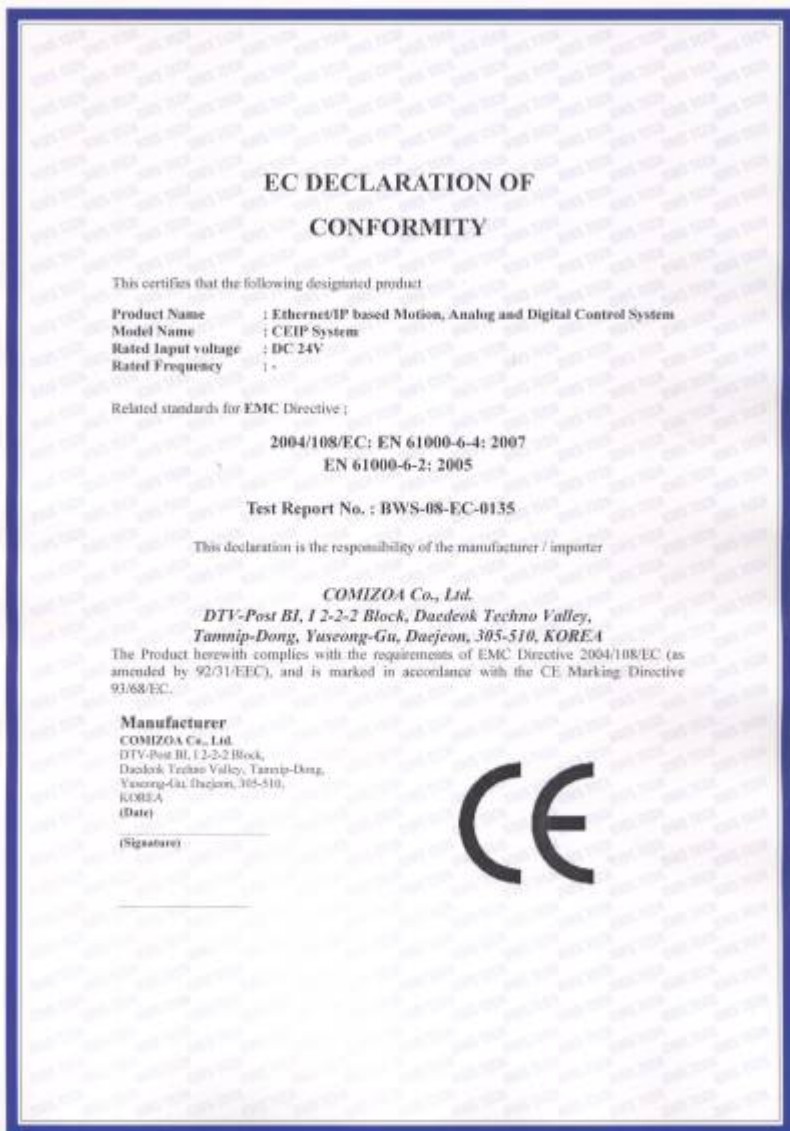 EC DECLARATION OF
CONFORMITY
This certifies that the following designated product
Product Name : Ethernet/IP based Motion, Analog and Digital Control System
Model Name : CEIP System
Rated Input voltage : DC 24V
Rated Frequency : -
Related standards for EMC Directive ;
2004/108/EC: EN 61000-6-4: 2007
EN 61000-6-2: 2005
Test Report No. : BWS-08-EC-0135
This declaration is the responsibility of the manufacturer / importer
COMIZOA Co., Ltd.
DTV-Post BI, I 2-2-2 Block, Daedeok Techno Valley,
Tamnip-Dong, Yuseong-Gu, Daejeon, 305-510, KOREA
The Product herewith complies with the requirements of EMC Directive 2004/108/EC (as
amended by 92/31/EEC), and is marked in accordance with the CE Marking Directive
93/68/EC.
Manufacturer
COMIZOA Co., Ltd.
DTV-Post BI, I 2-2-2 Block,
Daedeok Techno Valley, Tamnip-Dong,
Yuseong-Gu, Daejeon, 305-510,
KOREA
(Date)
(Signature)
CE